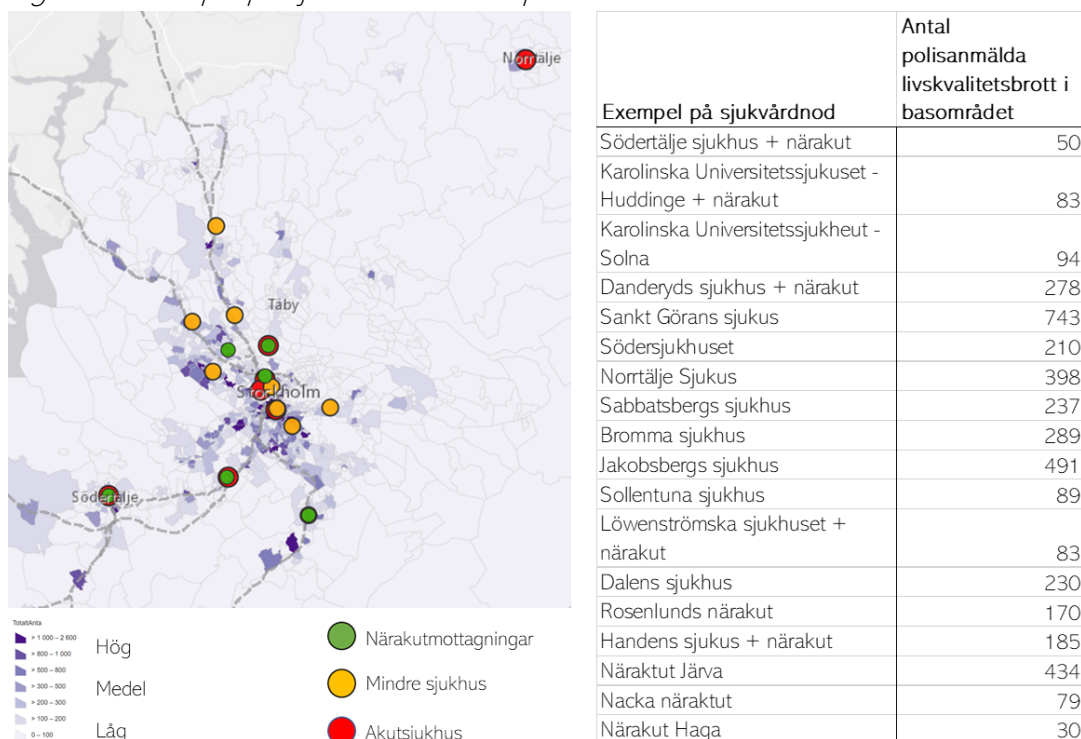 Norrtälje
Täby
Stockholm
Södertälje
TotaltAnta
> 1 000 – 2 600
> 800 – 1 000
> 500 – 800
> 300 – 500
> 200 – 300
> 100 – 200
0 – 100
Hög
Medel
Låg
Närakutmottagningar
Mindre sjukhus
Akutsjukhus
Exempel på sjukvårdnod
Antal
polisanmälda
livskvalitetsbrott i
basområdet
Södertälje sjukhus + närakut 50
Karolinska Universitetssjukuset -
Huddinge + närakut 83
Karolinska Universitetssjukheut -
Solna 94
Danderyds sjukhus + närakut 278
Sankt Görans sjukus 743
Södersjukhuset 210
Norrtälje Sjukus 398
Sabbatsbergs sjukhus 237
Bromma sjukhus 289
Jakobsbergs sjukhus 491
Sollentuna sjukhus 89
Löwenströmska sjukhuset +
närakut 83
Dalens sjukhus 230
Rosenlunds närakut 170
Handens sjukus + närakut 185
Näraktut Järva 434
Nacka näraktut 79
Närakut Haga 30